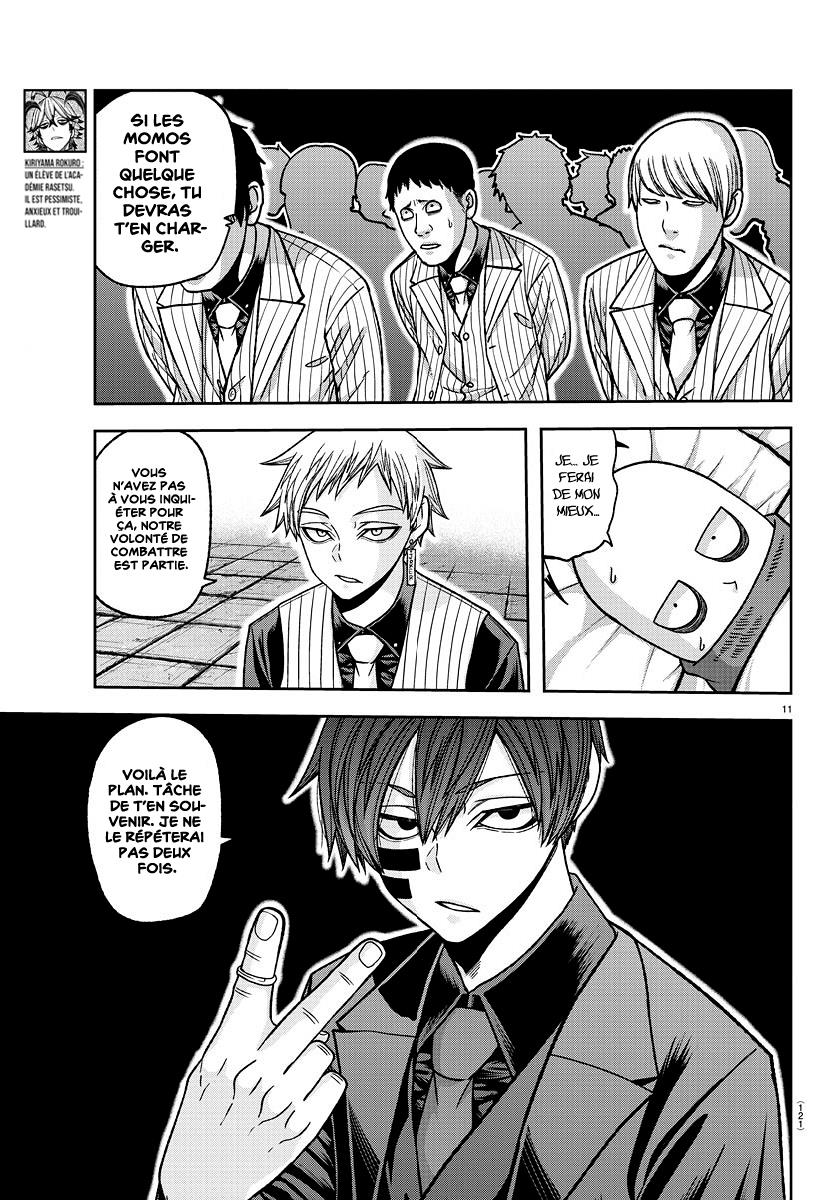 KIRIYAMA ROKURO :
UN ÉLÈVE DE L'ACA-
DÉMIE RASETSU.
IL EST PESSIMISTE,
ANXIEUX ET TROUI-
LLARD.
SI LES
MOMOS
FONT
QUELQUE
CHOSE, TU
DEVRAS
T'EN CHAR-
GER.
JE... JE
FERAI
DE MON
MIEUX...
VOUS
N'AVEZ PAS
À VOUS INQUI-
ÉTER POUR
ÇA, NOTRE
VOLONTÉ DE
COMBATTRE
EST PARTIE.
11
VOILÀ LE
PLAN. TÂCHE
DE T'EN SOU-
VENIR. JE NE
LE RÉPÉTERAI
PAS DEUX
FOIS.
(121)